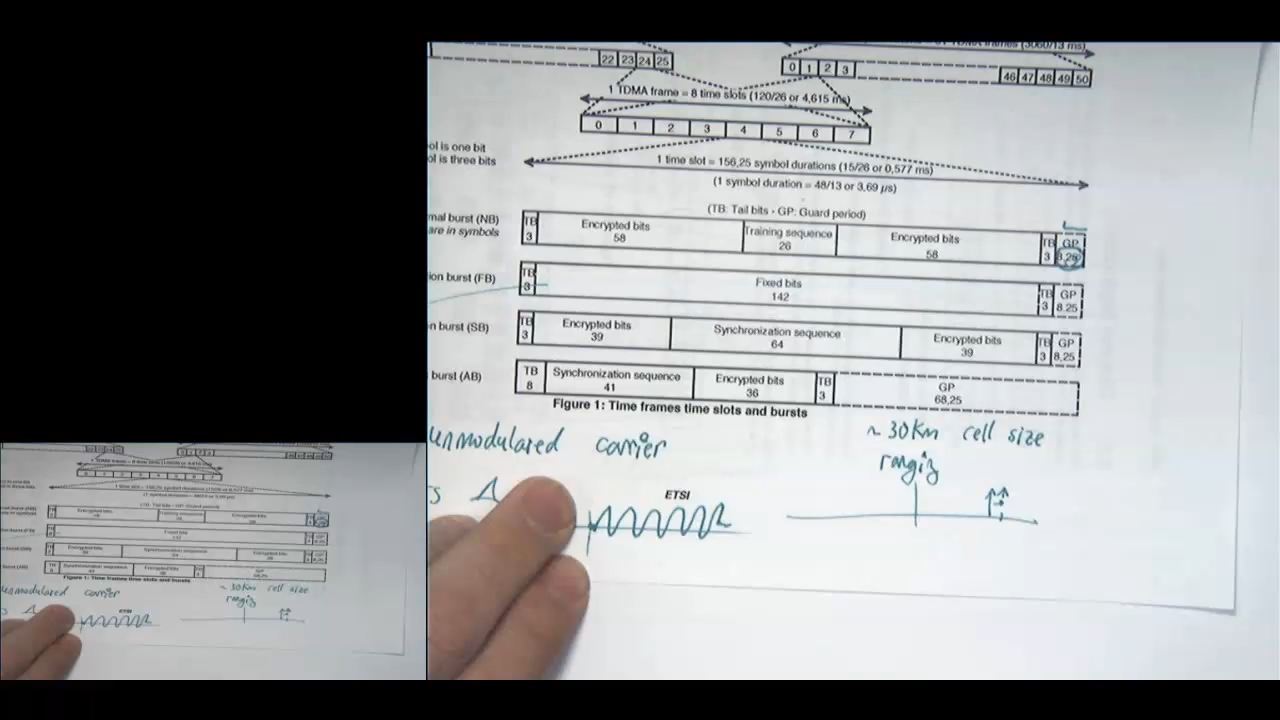 TDMA frames (3060/13 ms)
22 23 24 25
0 1 2 3
46 47 48 49 50
1 TDMA frame = 8 time slots (120/26 or 4,615 ms)
0 1 2 3 4 5 6 7
ol is one bit
ol is three bits
1 time slot = 156,25 symbol durations (15/26 or 0,577 ms)
(1 symbol duration = 48/13 or 3,69 µs)
(TB: Tail bits - GP: Guard period)
mal burst (NB)
are in symbols
TB 3
Encrypted bits 58
Training sequence 26
Encrypted bits 58
TB 3
GP 8,25
ion burst (FB)
TB 3
Fixed bits 142
TB 3
GP 8.25
n burst (SB)
TB 3
Encrypted bits 39
Synchronization sequence 64
Encrypted bits 39
TB 3
GP 8,25
burst (AB)
TB 8
Synchronization sequence 41
Encrypted bits 36
TB 3
GP 68,25
Figure 1: Time frames time slots and bursts
unmodulared carrier
~ 30Km cell size
rangig
ETSI